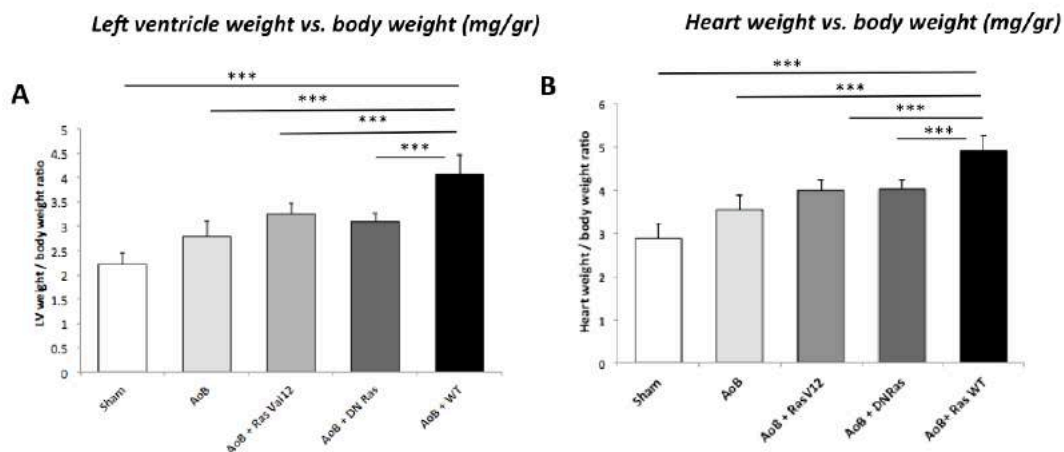 Left ventricle weight vs. body weight (mg/gr)
Heart weight vs. body weight (mg/gr)
A
***
***
***
***
LV weight / body weight ratio
5
4.5
4
3.5
3
2.5
2
1.5
1
0.5
0
Sham
AoB
AoB + Ras Val12
AoB + DN Ras
AoB + WT
B
***
***
***
***
Heart weight / body weight ratio
6
5
4
3
2
1
0
Sham
AoB
AoB + Ras V12
AoB + DNRas
AoB+ Ras WT